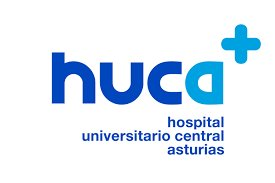 huca+
hospital
universitario central
asturias